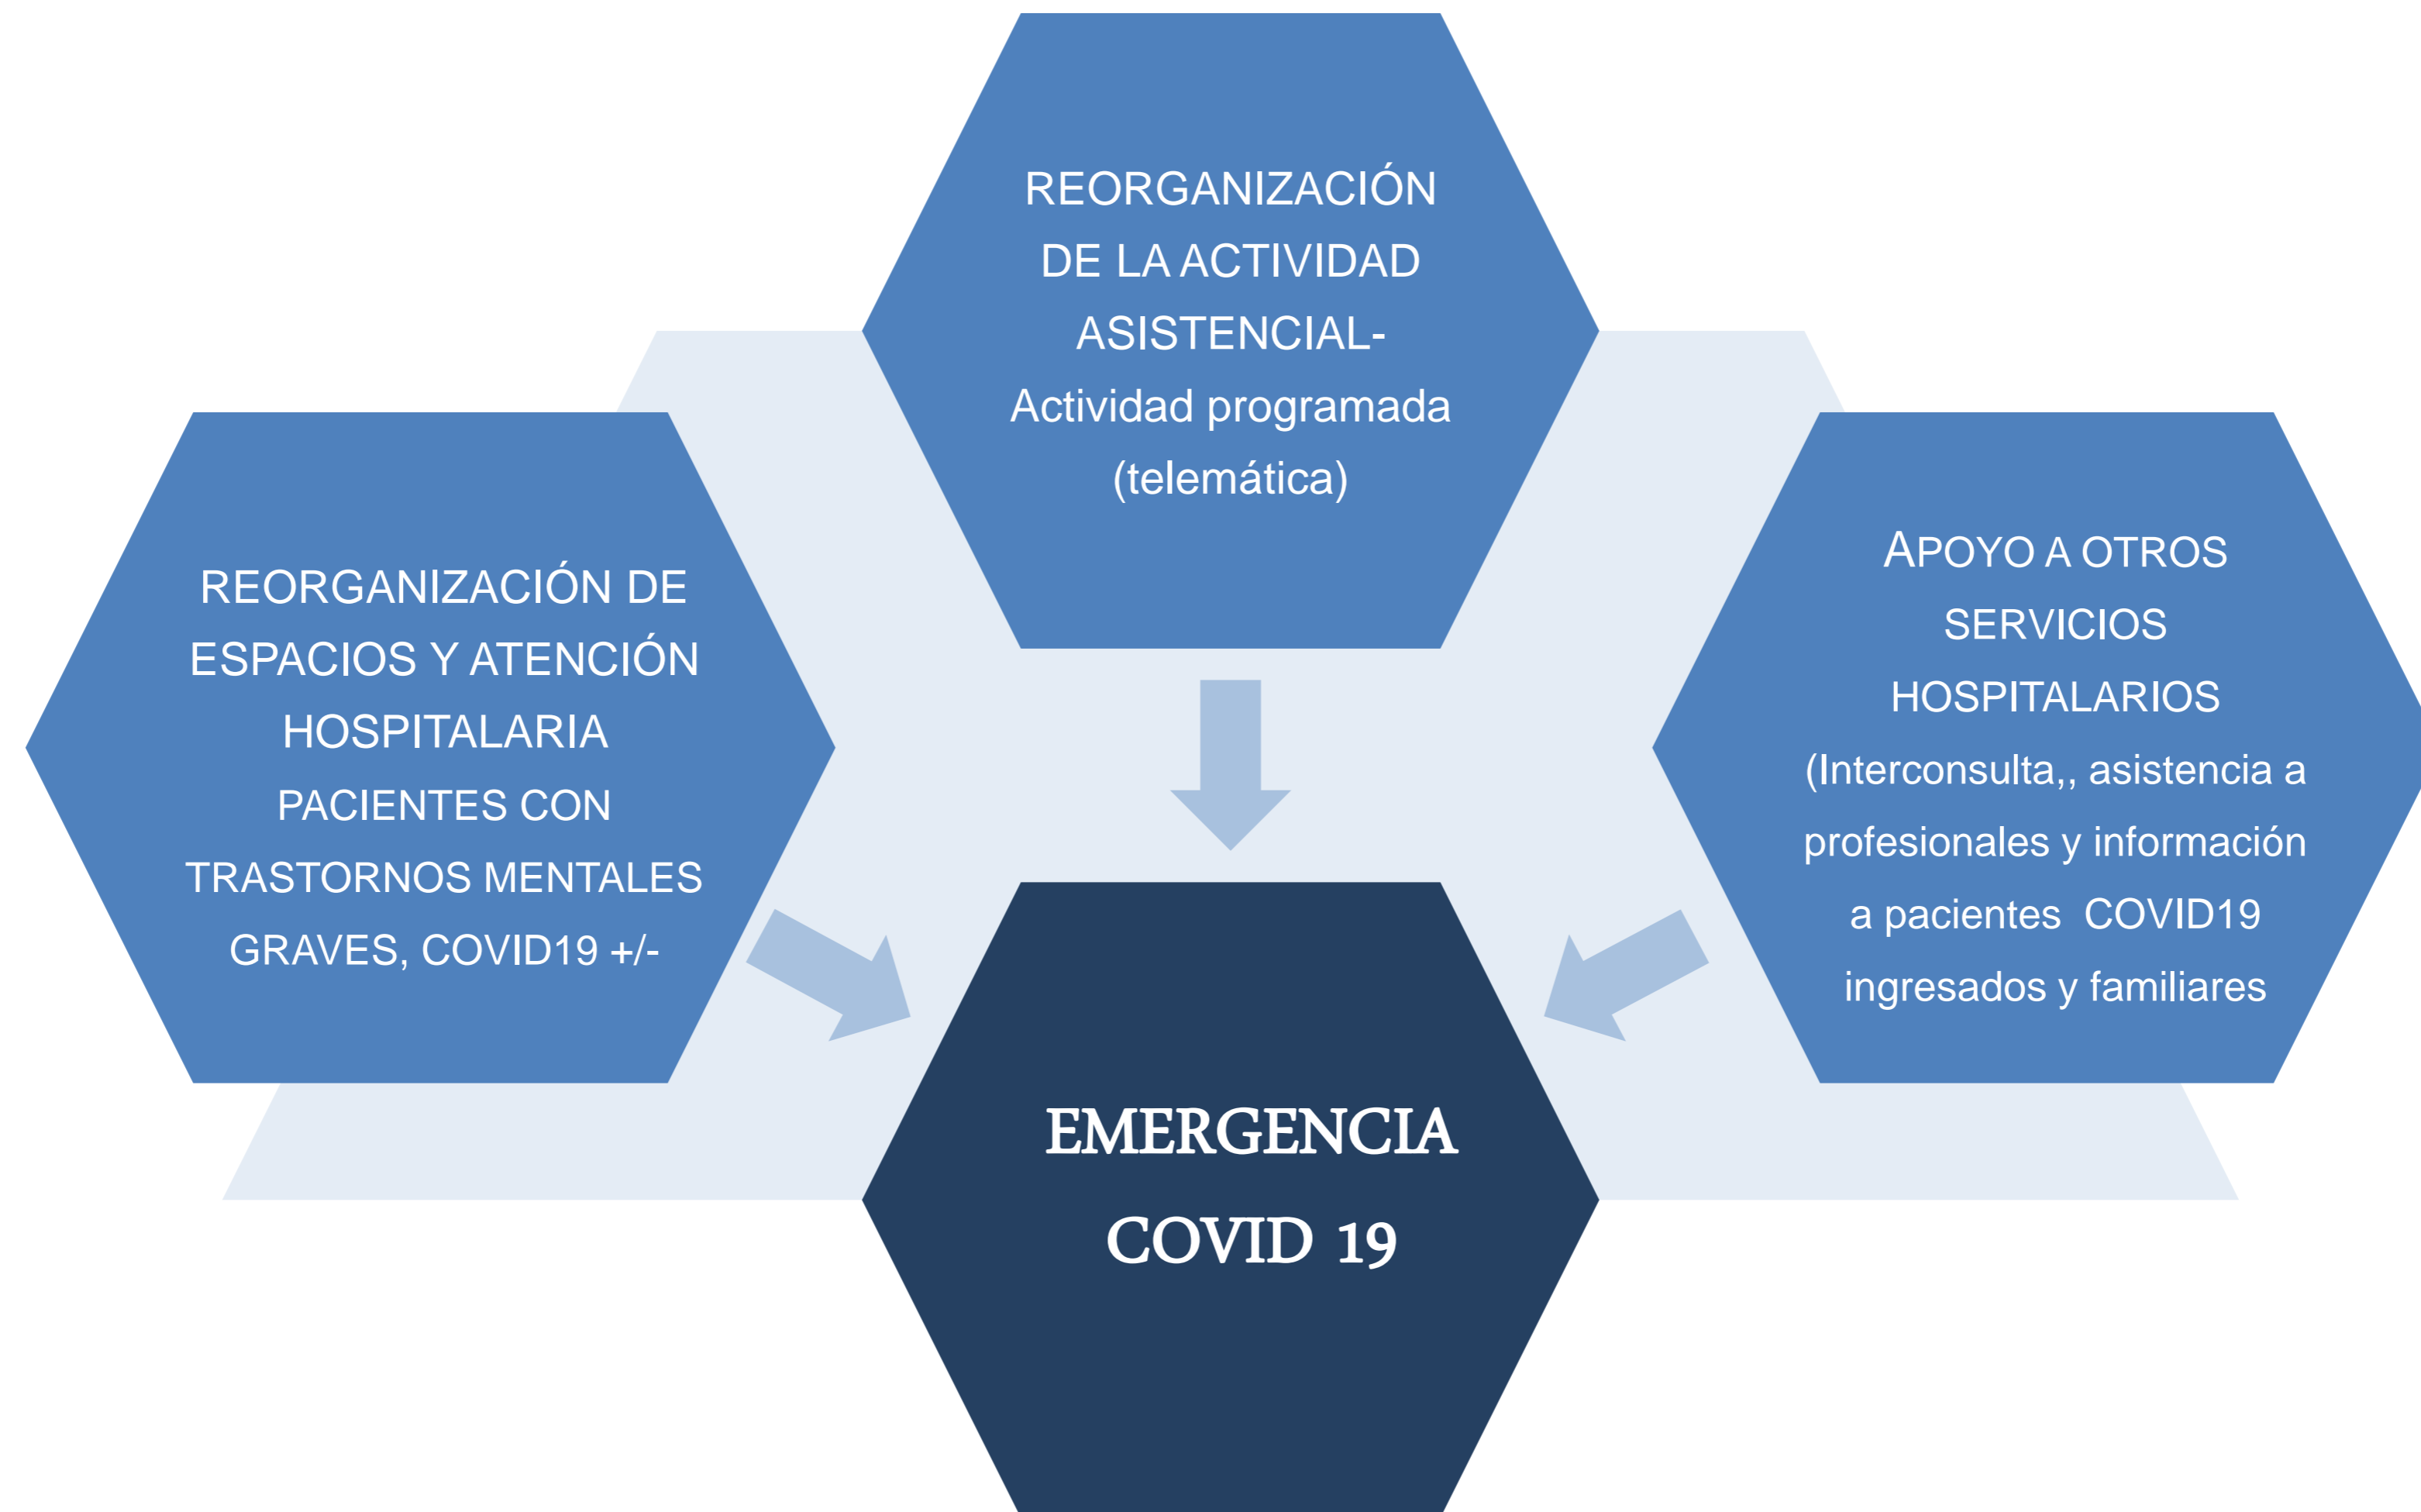 REORGANIZACIÓN
DE LA ACTIVIDAD
ASISTENCIAL-
Actividad programada
(telemática)
REORGANIZACIÓN DE
ESPACIOS Y ATENCIÓN
HOSPITALARIA
PACIENTES CON
TRASTORNOS MENTALES
GRAVES, COVID19 +/-
APOYO A OTROS
SERVICIOS
HOSPITALARIOS
(Interconsulta,, asistencia a
profesionales y información
a pacientes  COVID19
ingresados y familiares
EMERGENCIA
COVID 19